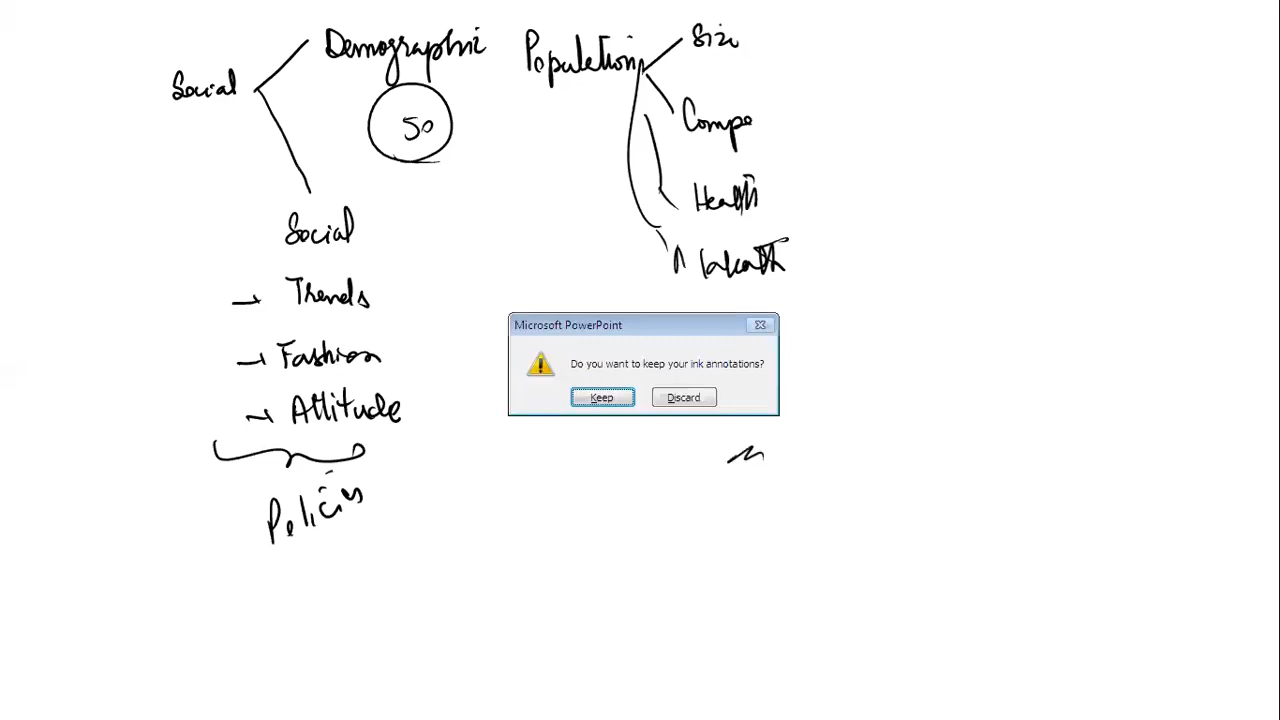 Social
Demographic
50
Population
Size
Compo
Health
Social
→ Trends
→ Fashion
→ Attitude
Policies
Microsoft PowerPoint
Do you want to keep your ink annotations?
Keep
Discard